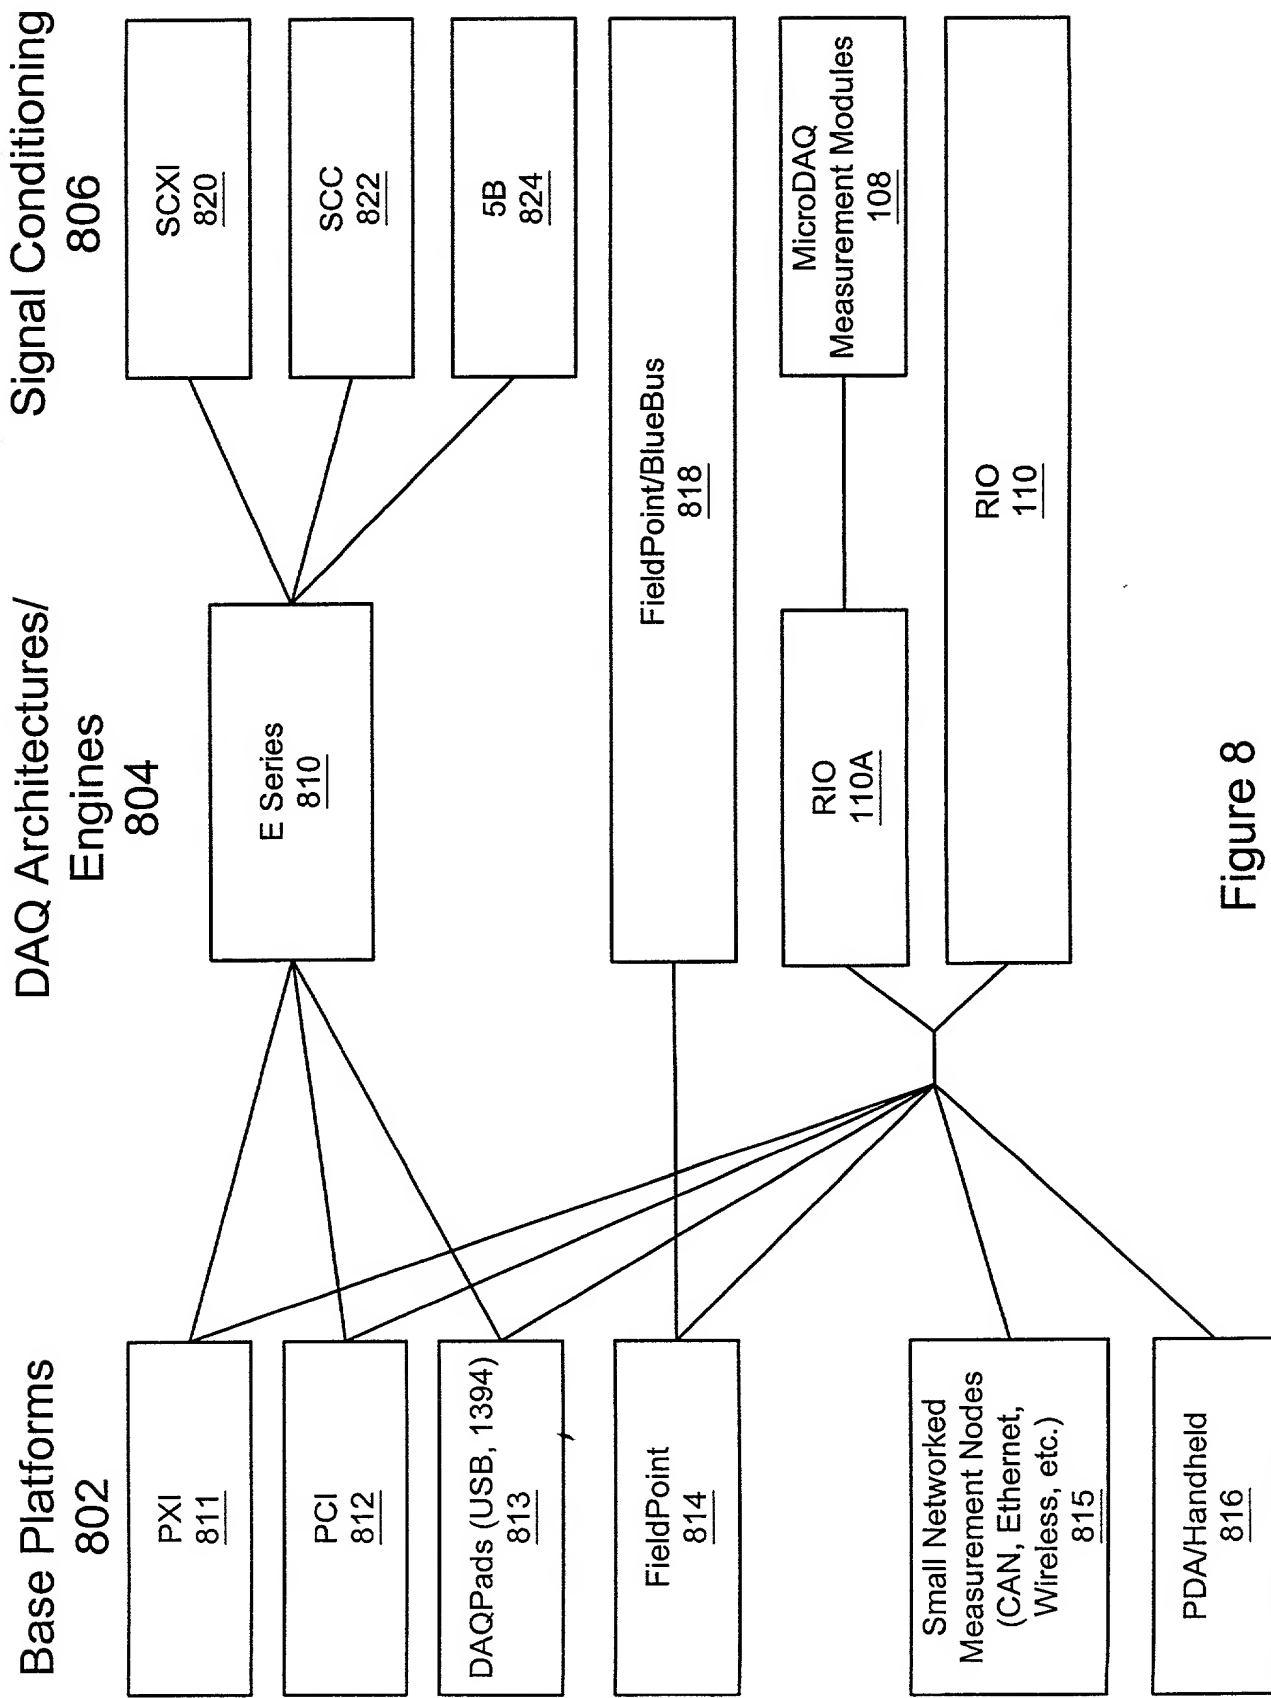 Base Platforms
802
DAQ Architectures/
Engines
804
Signal Conditioning
806
PXI
811
PCI
812
DAQPads (USB, 1394)
813
FieldPoint
814
Small Networked
Measurement Nodes
(CAN, Ethernet,
Wireless, etc.)
815
PDA/Handheld
816
E Series
810
FieldPoint/BlueBus
818
RIO
110A
RIO
110
SCXI
820
SCC
822
5B
824
MicroDAQ
Measurement Modules
108
Figure 8